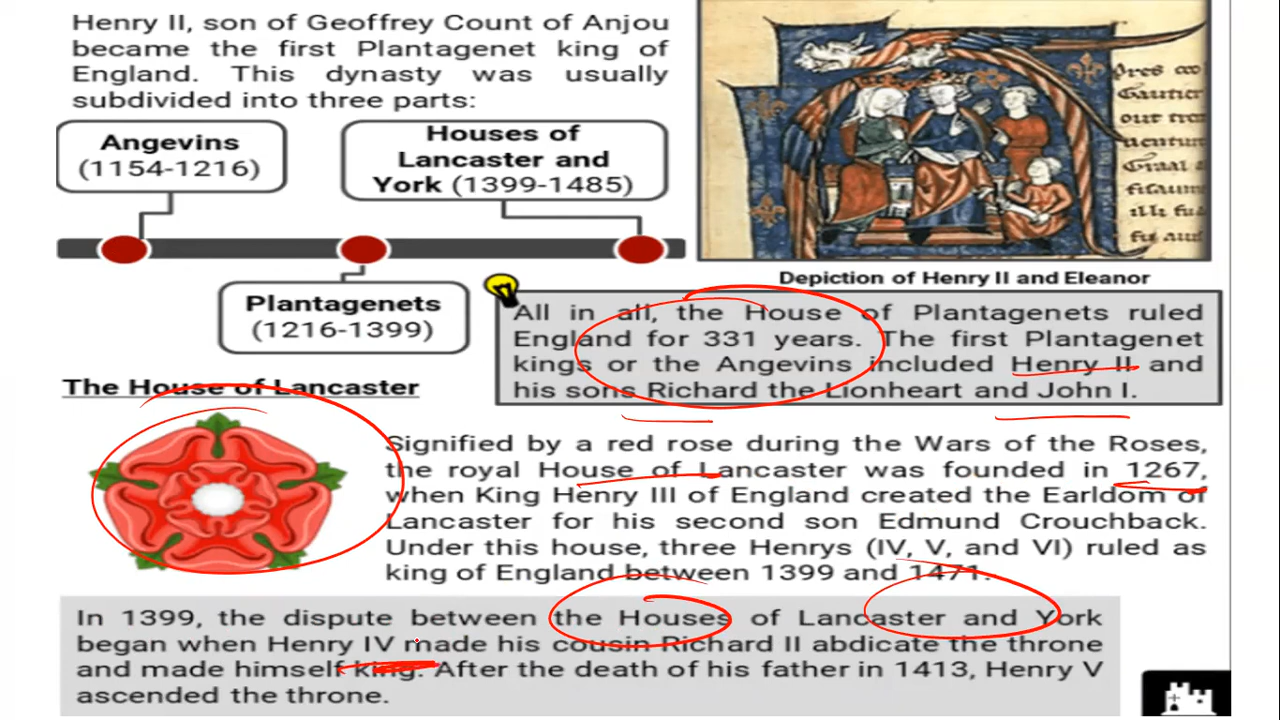 Henry II, son of Geoffrey Count of Anjou
became the first Plantagenet king of
England. This dynasty was usually
subdivided into three parts:
Angevins
(1154-1216)
Houses of
Lancaster and
York (1399-1485)
Plantagenets
(1216-1399)
Depiction of Henry II and Eleanor
All in all, the House of Plantagenets ruled
England for 331 years. The first Plantagenet
kings or the Angevins included Henry II and
his sons Richard the Lionheart and John I.
The House of Lancaster
Signified by a red rose during the Wars of the Roses,
the royal House of Lancaster was founded in 1267,
when King Henry III of England created the Earldom of
Lancaster for his second son Edmund Crouchback.
Under this house, three Henrys (IV, V, and VI) ruled as
king of England between 1399 and 1471.
In 1399, the dispute between the Houses of Lancaster and York
began when Henry IV made his cousin Richard II abdicate the throne
and made himself king. After the death of his father in 1413, Henry V
ascended the throne.